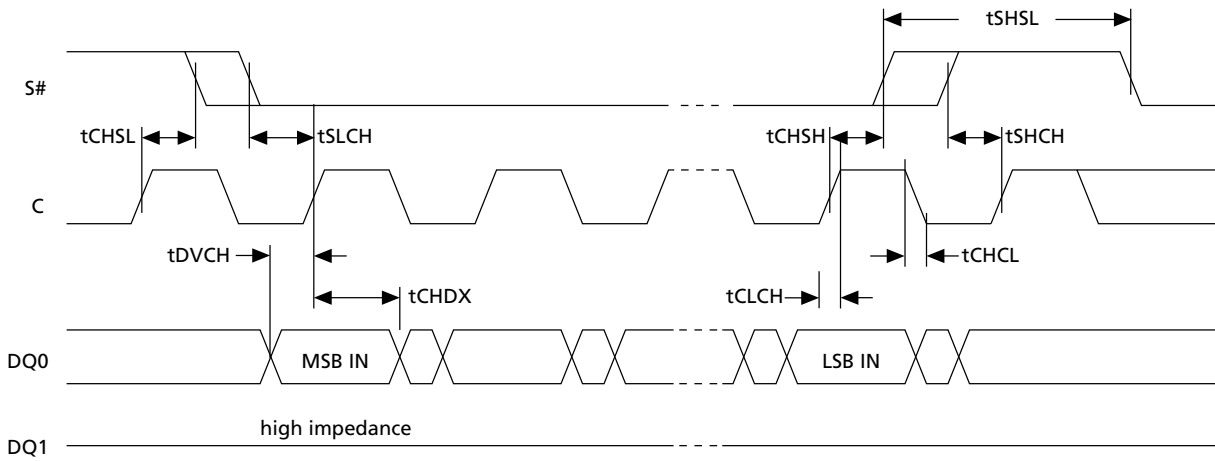 tSHSL
S#
tCHSL
tSLCH
tCHSH
tSHCH
C
tDVCH
tCHCL
tCHDX
tCLCH
DQ0
MSB IN
LSB IN
high impedance
DQ1